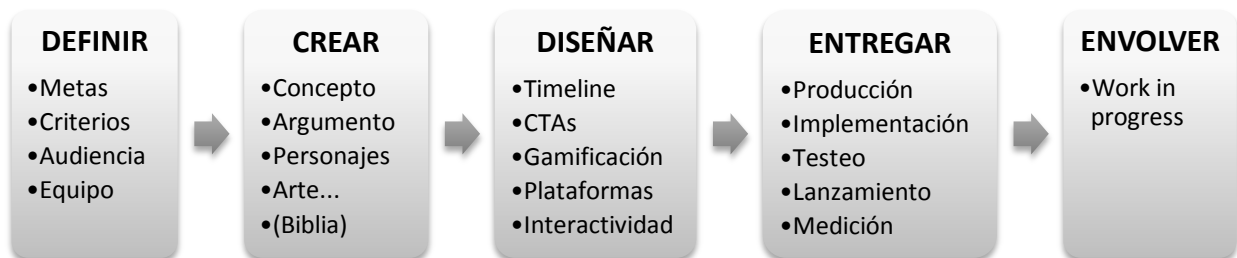 DEFINIR
•Metas
•Criterios
•Audiencia
•Equipo
CREAR
•Concepto
•Argumento
•Personajes
•Arte...
•(Biblia)
DISEÑAR
•Timeline
•CTAs
•Gamificación
•Plataformas
•Interactividad
ENTREGAR
•Producción
•Implementación
•Testeo
•Lanzamiento
•Medición
ENVOLVER
•Work in
progress